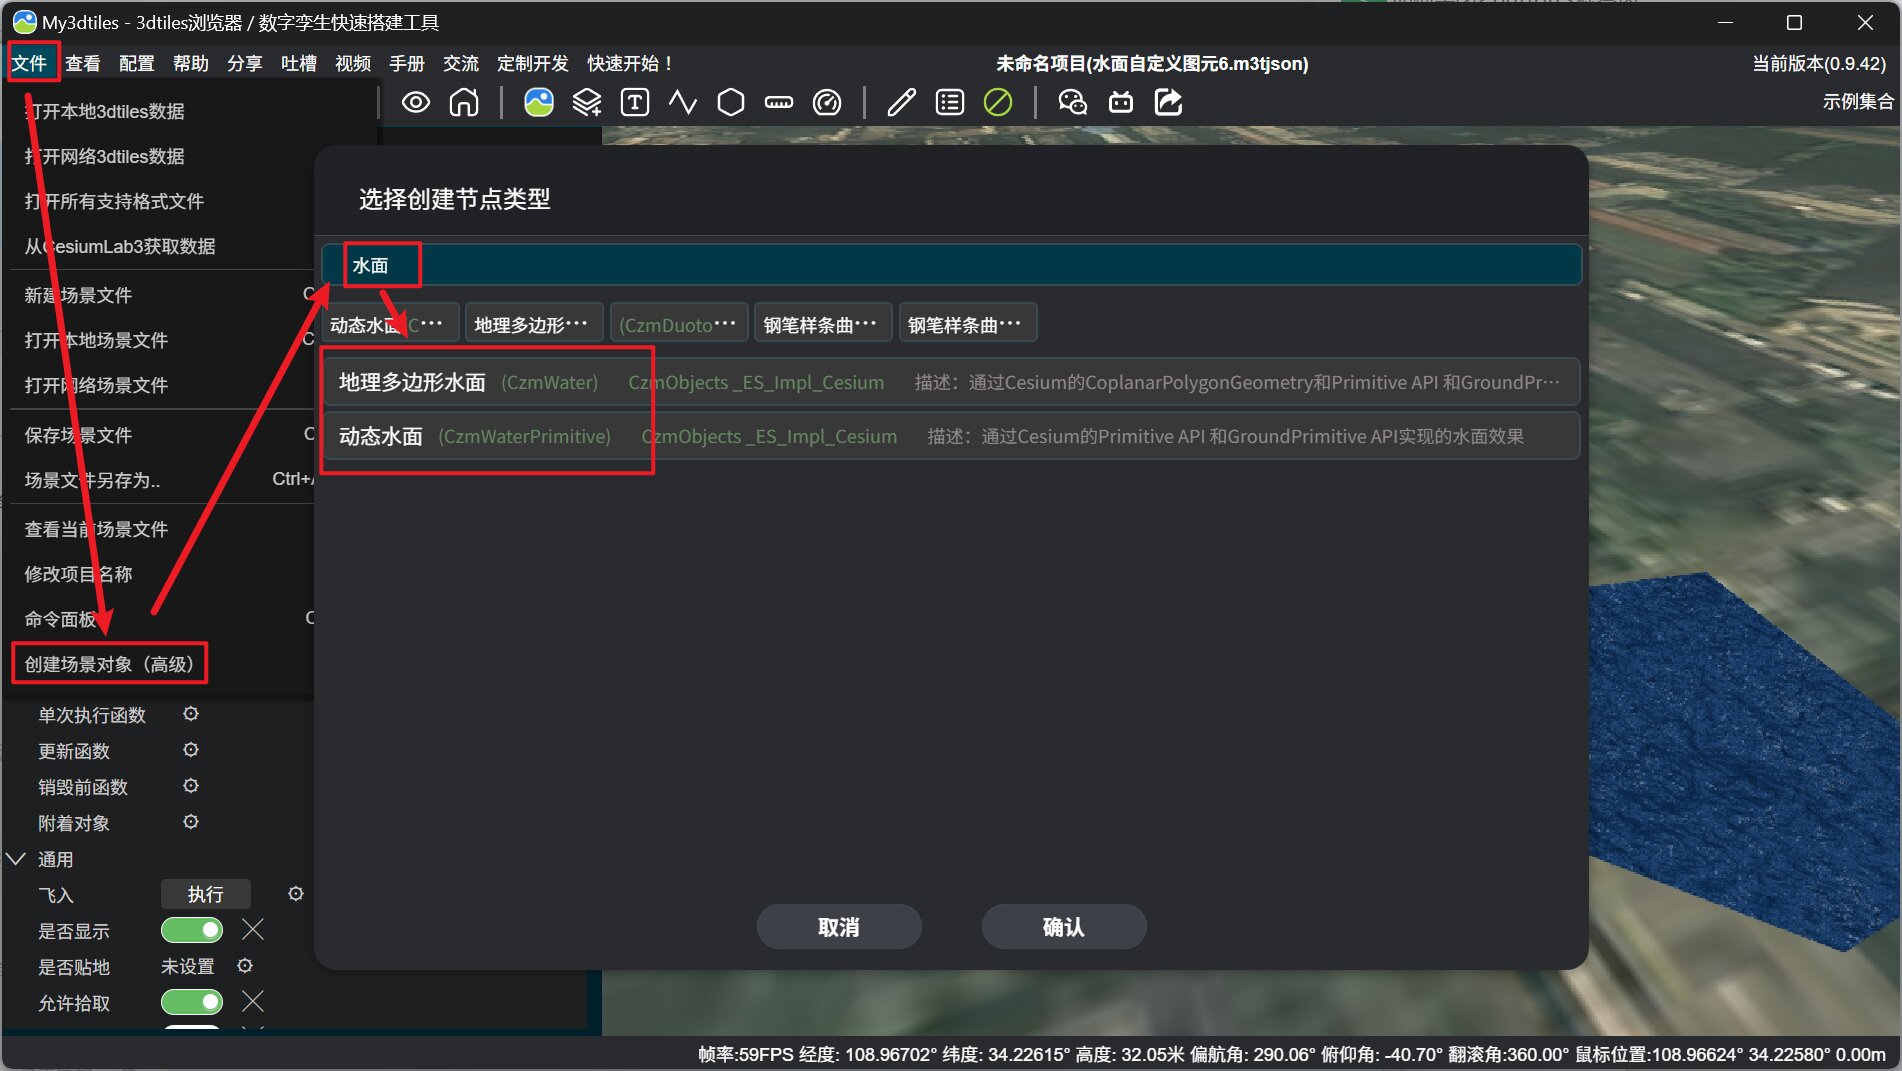 My3dtiles - 3dtiles浏览器 / 数字孪生快速搭建工具
文件 查看 配置 帮助 分享 吐槽 视频 手册 交流 定制开发 快速开始！ 未命名项目(水面自定义图元6.m3tjson) 当前版本(0.9.42)
示例集合
打开本地3dtiles数据
打开网络3dtiles数据
打开所有支持格式文件
从CesiumLab3获取数据
新建场景文件 C
打开本地场景文件 C
打开网络场景文件
保存场景文件 C
场景文件另存为.. Ctrl+A
查看当前场景文件
修改项目名称
命令面板 C
创建场景对象（高级）
选择创建节点类型
水面
动态水面(C··· 地理多边形··· (CzmDuoto··· 钢笔样条曲··· 钢笔样条曲···
地理多边形水面 (CzmWater) CzmObjects _ES_Impl_Cesium 描述：通过Cesium的CoplanarPolygonGeometry和Primitive API 和GroundPr···
动态水面 (CzmWaterPrimitive) CzmObjects _ES_Impl_Cesium 描述：通过Cesium的Primitive API 和GroundPrimitive API实现的水面效果
取消 确认
单次执行函数
更新函数
销毁前函数
附着对象
通用
飞入 执行
是否显示
是否贴地 未设置
允许拾取
帧率:59FPS 经度: 108.96702° 纬度: 34.22615° 高度: 32.05米 偏航角: 290.06° 俯仰角: -40.70° 翻滚角:360.00° 鼠标位置:108.96624° 34.22580° 0.00m